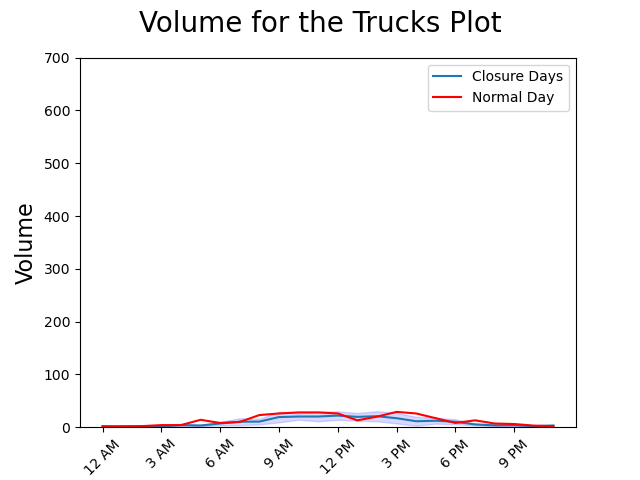 Volume for the Trucks Plot
Closure Days
Normal Day
Volume
700
600
500
400
300
200
100
0
12 AM
3 AM
6 AM
9 AM
12 PM
3 PM
6 PM
9 PM